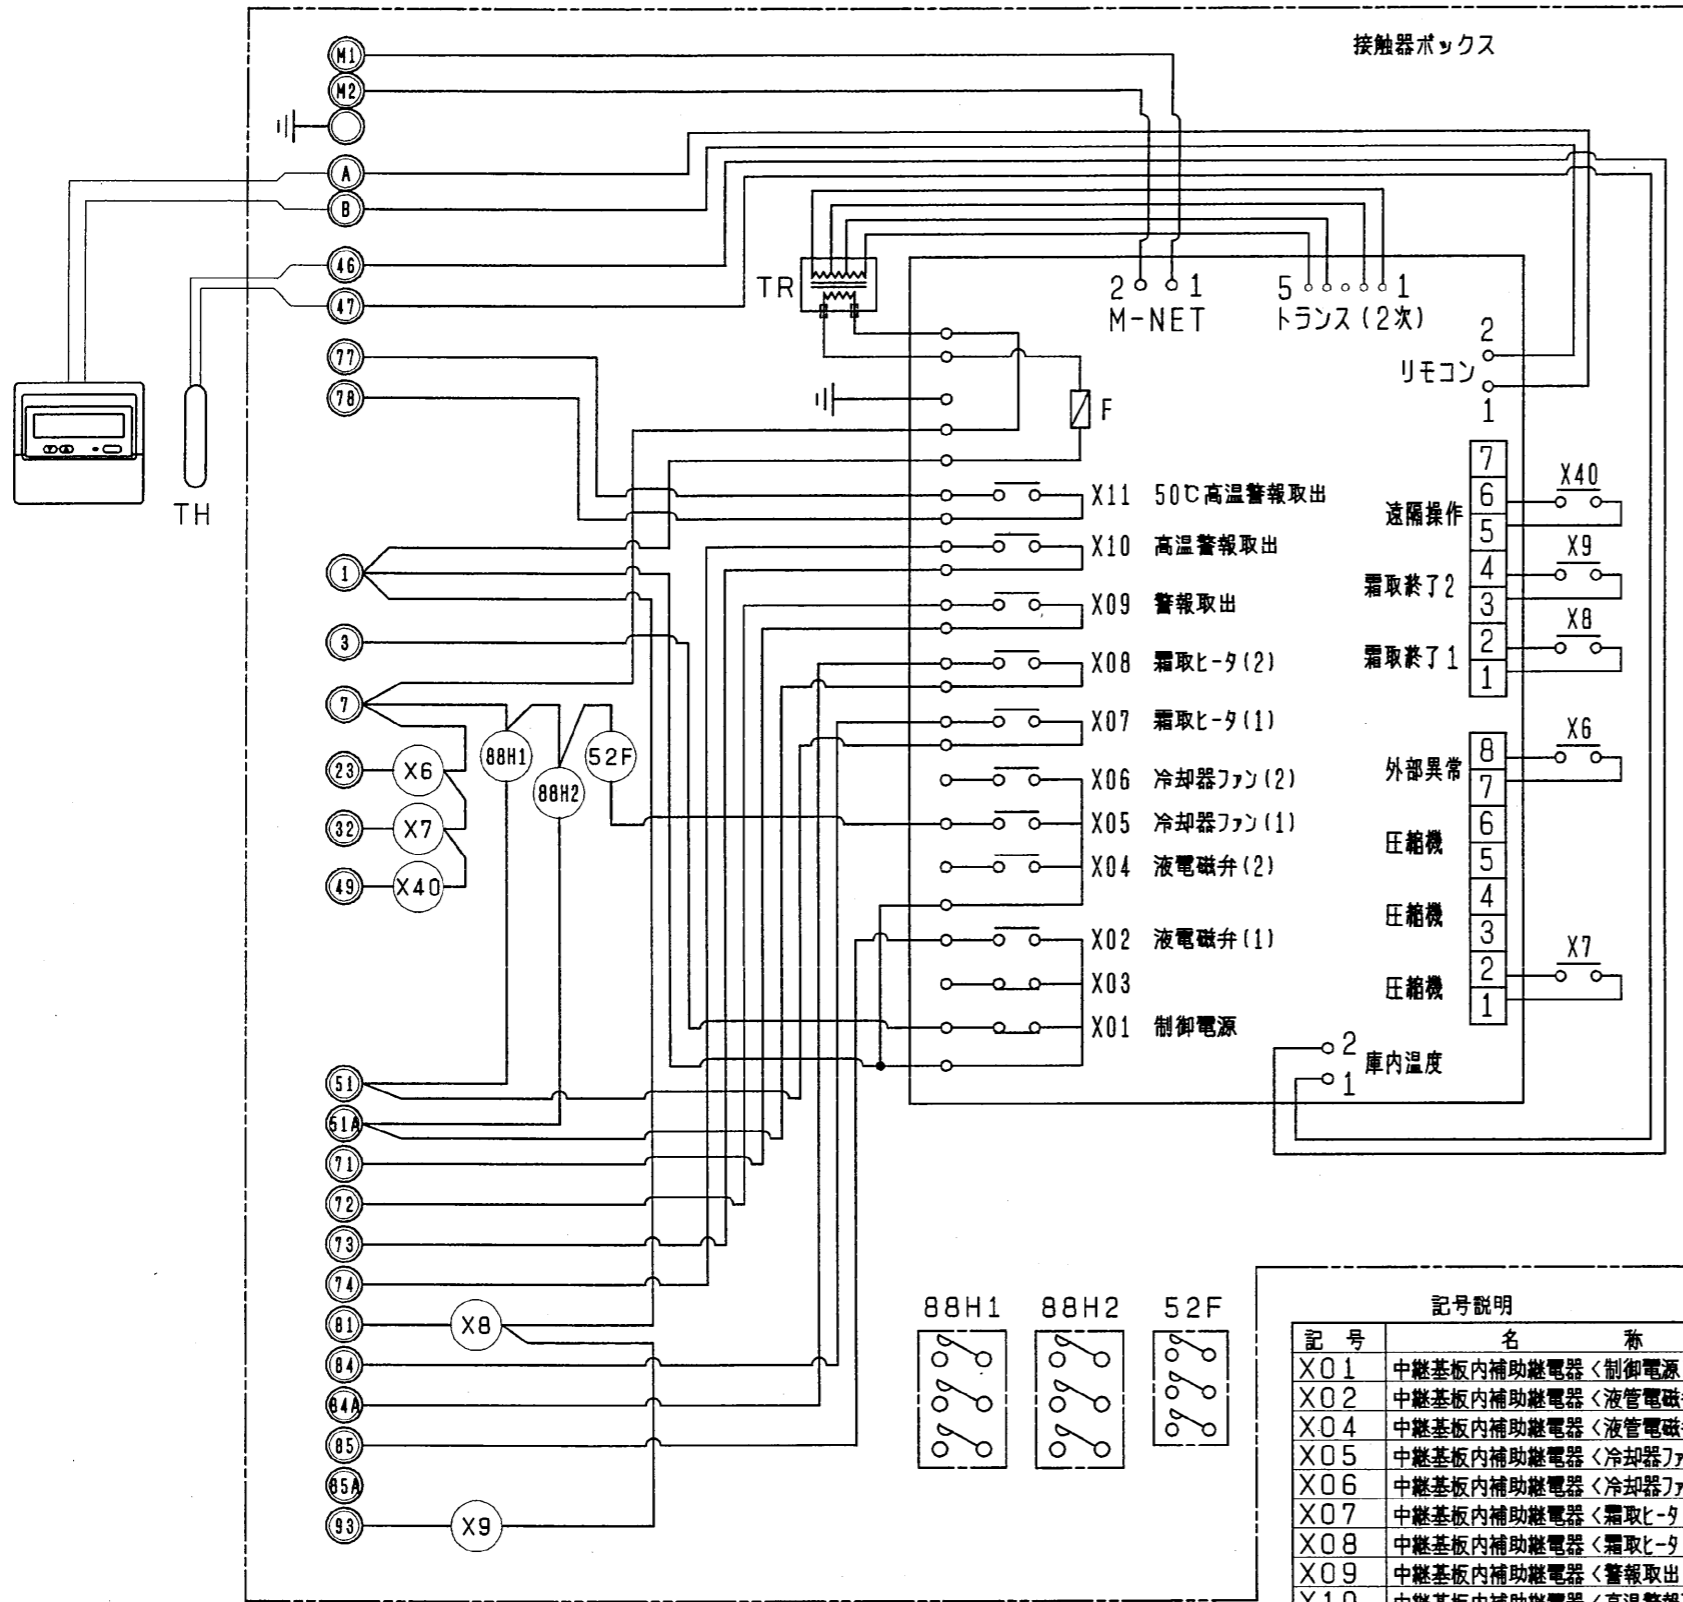 接触器ボックス
M1
M2
A
B
46
47
77
78
TH
TR
2 1
M-NET
5 1
トランス(2次)
2
リモコン
1
F
X11 50℃高温警報取出
X10 高温警報取出
X09 警報取出
X08 霜取ヒータ(2)
X07 霜取ヒータ(1)
X06 冷却器ファン(2)
X05 冷却器ファン(1)
X04 液電磁弁(2)
X02 液電磁弁(1)
X03
X01 制御電源
7
6
5
4
3
2
1
遠隔操作
霜取終了2
霜取終了1
X40
X9
X8
8
7
6
5
4
3
2
1
外部異常
圧縮機
圧縮機
圧縮機
X6
X7
2
1
庫内温度
1
3
7
23 X6
32 X7
49 X40
88H1
88H2
52F
51
51A
71
72
73
74
81 X8
84
84A
85
85A
93 X9
88H1 88H2 52F
記号説明
記号 名称
X01 中継基板内補助継電器<制御電源
X02 中継基板内補助継電器<液管電磁
X04 中継基板内補助継電器<液管電磁
X05 中継基板内補助継電器<冷却器ファ
X06 中継基板内補助継電器<冷却器ファ
X07 中継基板内補助継電器<霜取ヒータ
X08 中継基板内補助継電器<霜取ヒータ
X09 中継基板内補助継電器<警報取出
X10 中継基板内補助継電器<高温警報